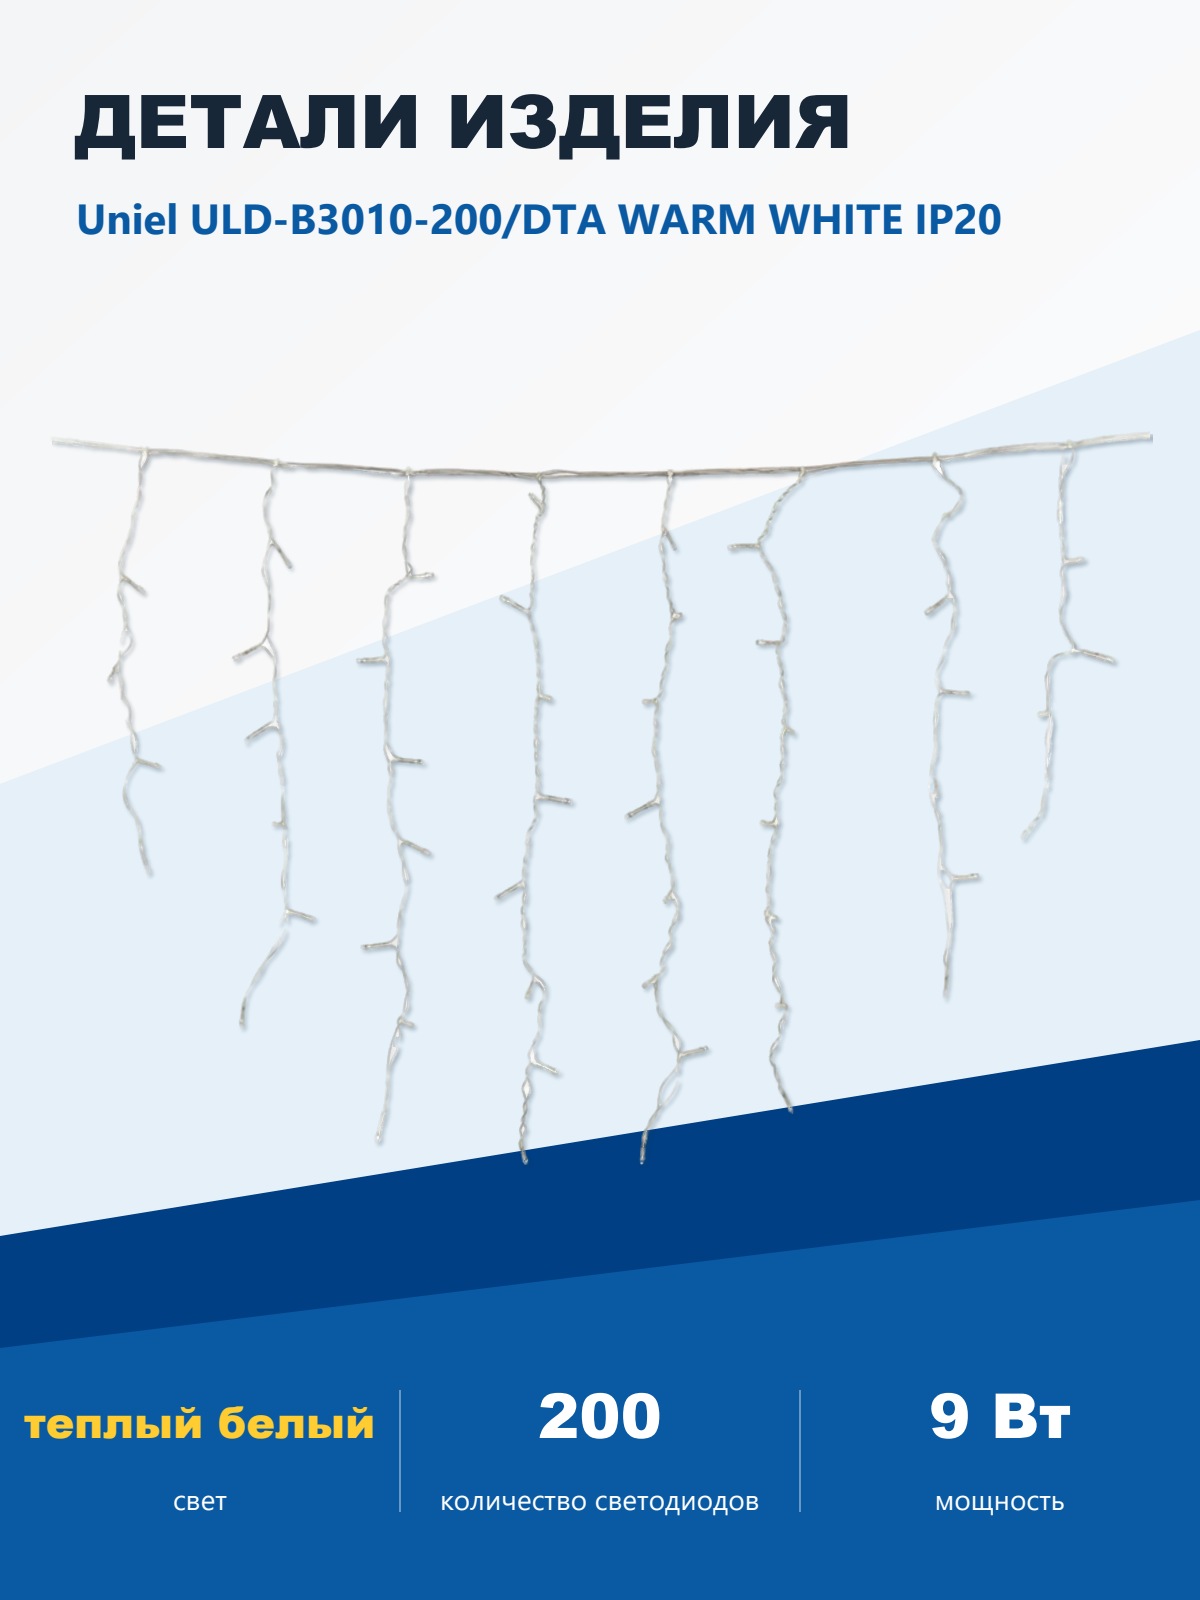 ДЕТАЛИ ИЗДЕЛИЯ
Uniel ULD-B3010-200/DTA WARM WHITE IP20
теплый белый
свет
200
количество светодиодов
9 Вт
мощность